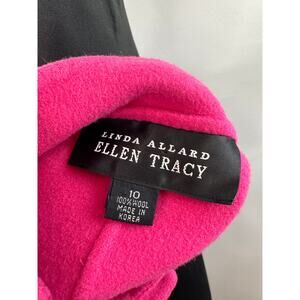 LINDA ALLARD
ELLEN TRACY
10
100% WOOL
MADE IN
KOREA